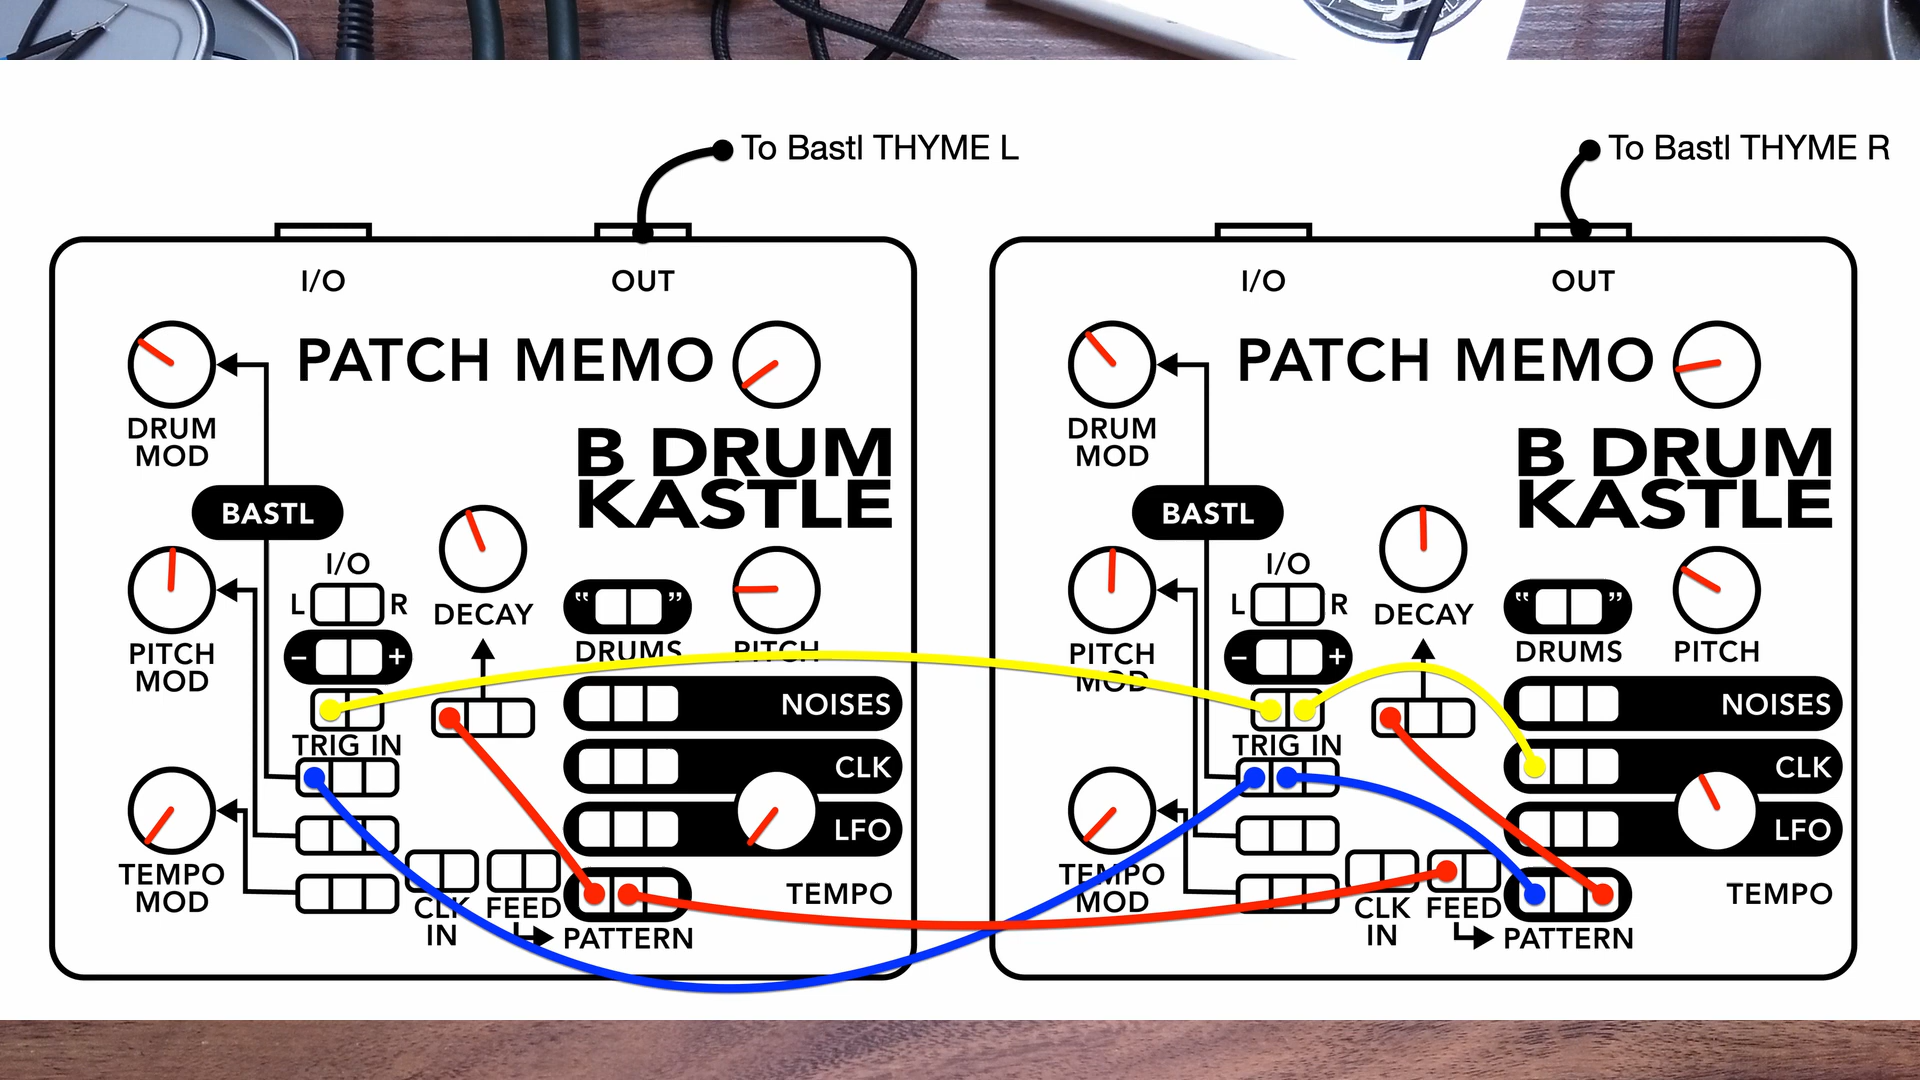 To Bastl THYME L
To Bastl THYME R
I/O
OUT
PATCH MEMO
DRUM
MOD
B DRUM
KASTLE
BASTL
I/O
L R
DECAY
“ ”
DRUMS
PITCH
PITCH
MOD
– +
NOISES
TRIG IN
CLK
LFO
TEMPO
MOD
CLK
IN
FEED
PATTERN
TEMPO
I/O
OUT
PATCH MEMO
DRUM
MOD
B DRUM
KASTLE
BASTL
I/O
L R
DECAY
“ ”
DRUMS
PITCH
PITCH
MOD
– +
NOISES
TRIG IN
CLK
LFO
TEMPO
MOD
CLK
IN
FEED
PATTERN
TEMPO